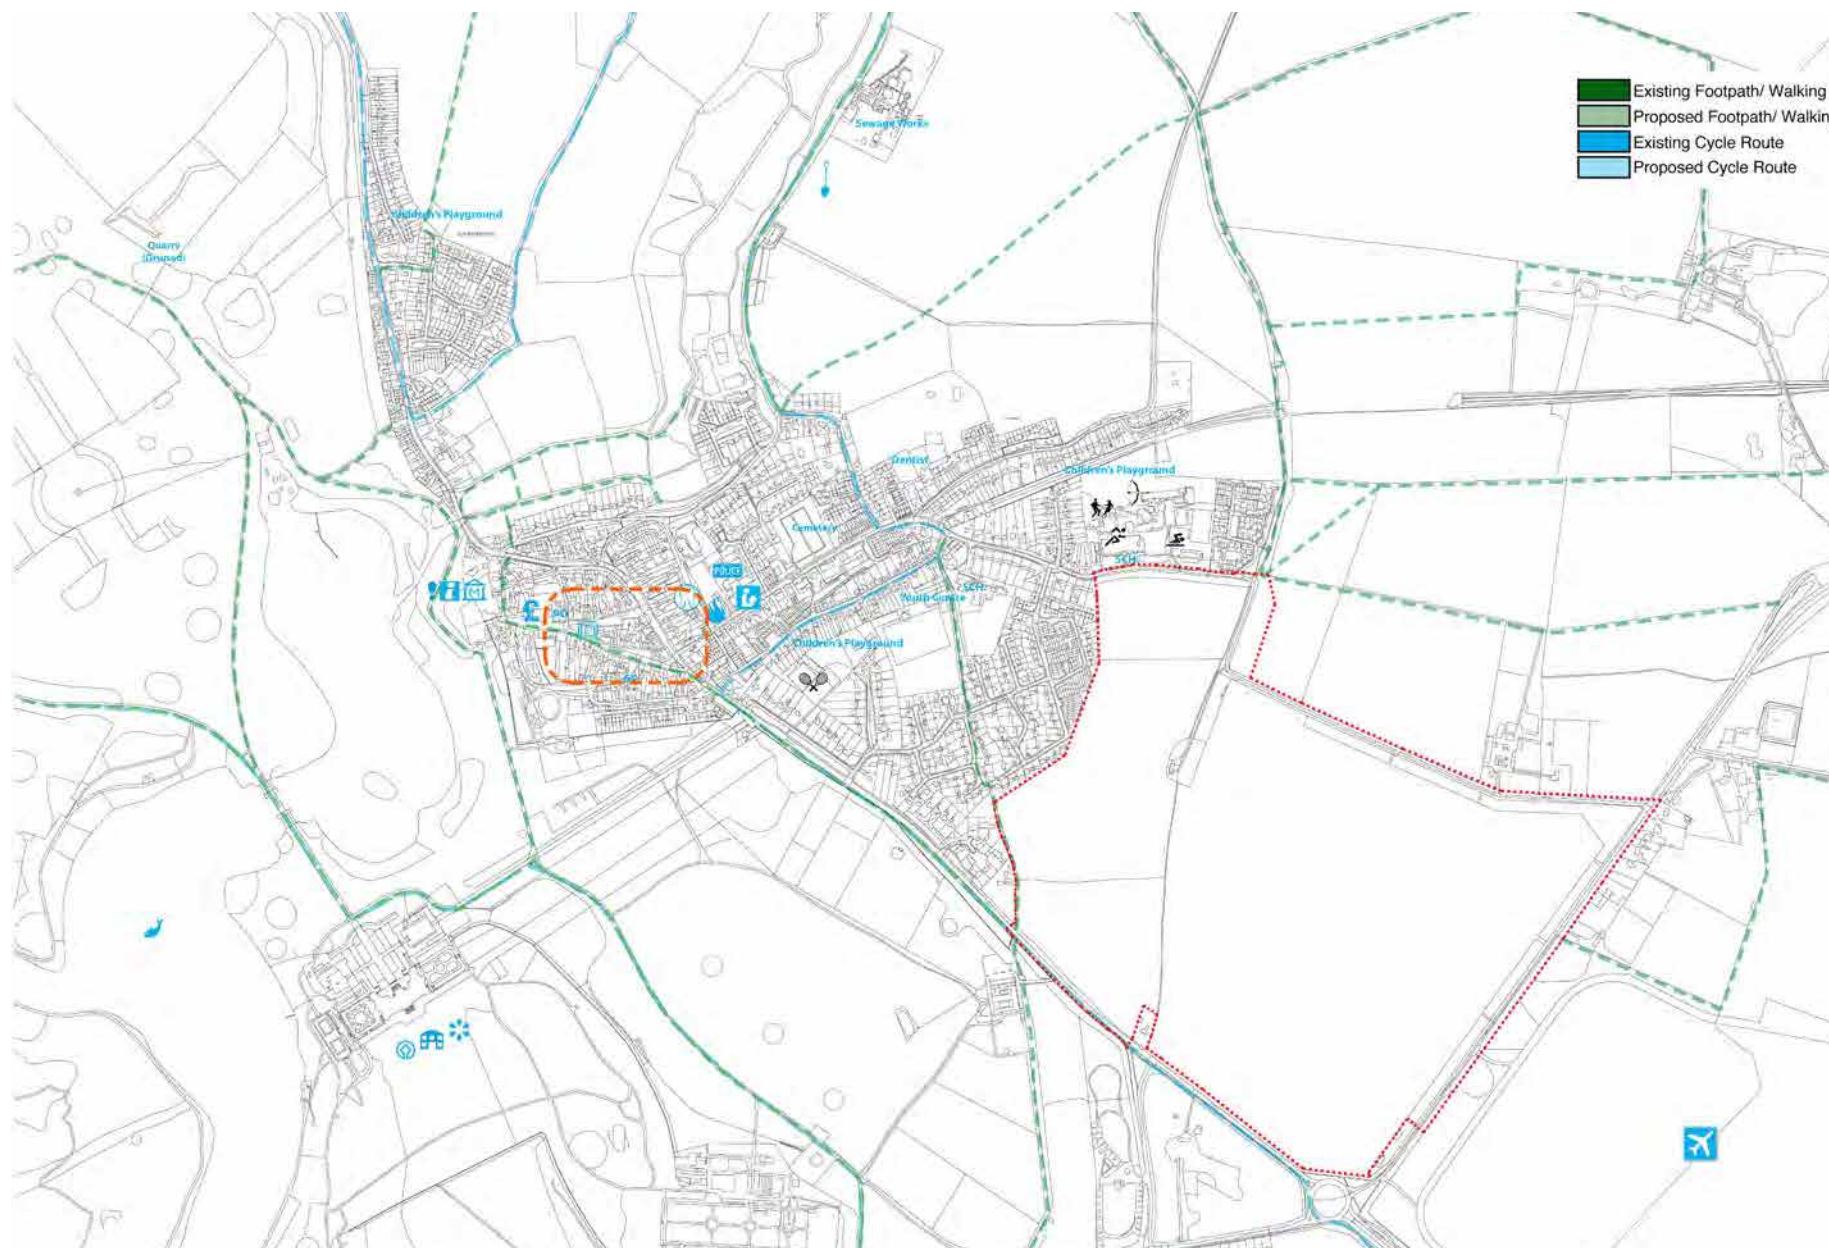 Existing Footpath/ Walking
Proposed Footpath/ Walkin
Existing Cycle Route
Proposed Cycle Route
Sewage Works
Children's Playground
Quarry
(Unused)
Dentist
Children's Playground
Cemetery
SCH
POLICE
SCH
Youth Centre
£
PO
i
Children's Playground